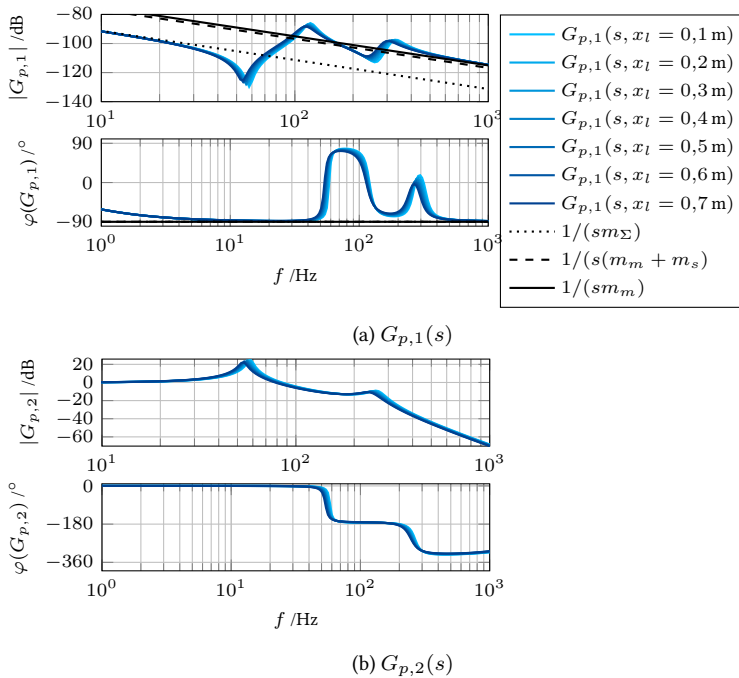 |G_{p,1}| /dB
−80
−100
−120
−140
10^1
10^2
10^3
φ(G_{p,1}) /°
90
0
−90
10^0
10^1
10^2
10^3
f /Hz
G_{p,1}(s, x_l = 0,1 m)
G_{p,1}(s, x_l = 0,2 m)
G_{p,1}(s, x_l = 0,3 m)
G_{p,1}(s, x_l = 0,4 m)
G_{p,1}(s, x_l = 0,5 m)
G_{p,1}(s, x_l = 0,6 m)
G_{p,1}(s, x_l = 0,7 m)
1/(sm_Σ)
1/(s(m_m + m_s)
1/(sm_m)
(a) G_{p,1}(s)
|G_{p,2}| /dB
20
0
−20
−40
−60
10^1
10^2
10^3
φ(G_{p,2}) /°
0
−180
−360
10^0
10^1
10^2
10^3
f /Hz
(b) G_{p,2}(s)